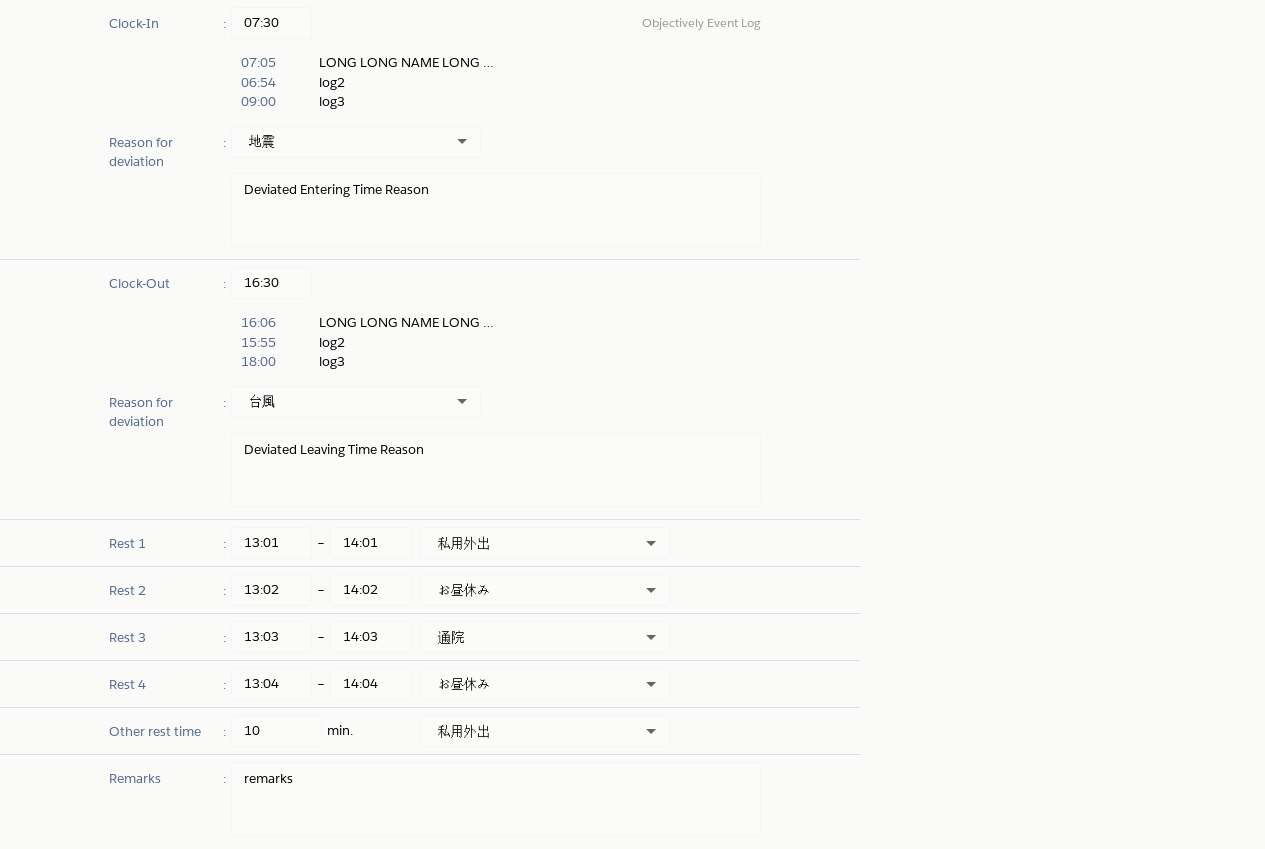 Clock-In : 07:30 Objectively Event Log
07:05 LONG LONG NAME LONG ...
06:54 log2
09:00 log3
Reason for deviation : 地震
Deviated Entering Time Reason
Clock-Out : 16:30
16:06 LONG LONG NAME LONG ...
15:55 log2
18:00 log3
Reason for deviation : 台風
Deviated Leaving Time Reason
Rest 1 : 13:01 – 14:01 私用外出
Rest 2 : 13:02 – 14:02 お昼休み
Rest 3 : 13:03 – 14:03 通院
Rest 4 : 13:04 – 14:04 お昼休み
Other rest time : 10 min. 私用外出
Remarks : remarks